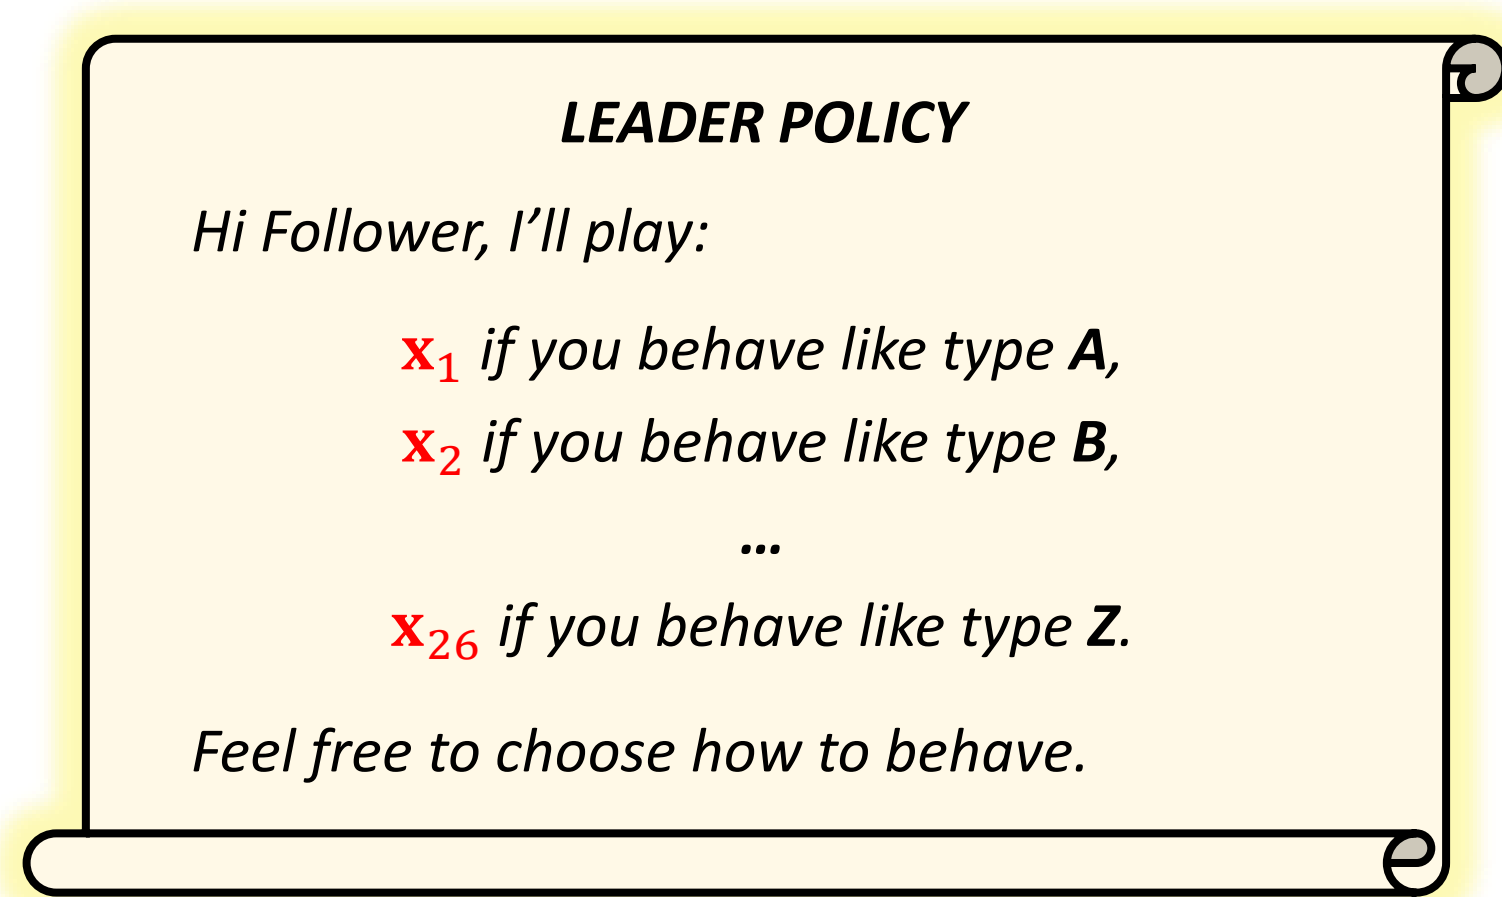 LEADER POLICY
Hi Follower, I’ll play:
x₁ if you behave like type A,
x₂ if you behave like type B,
...
x₂₆ if you behave like type Z.
Feel free to choose how to behave.